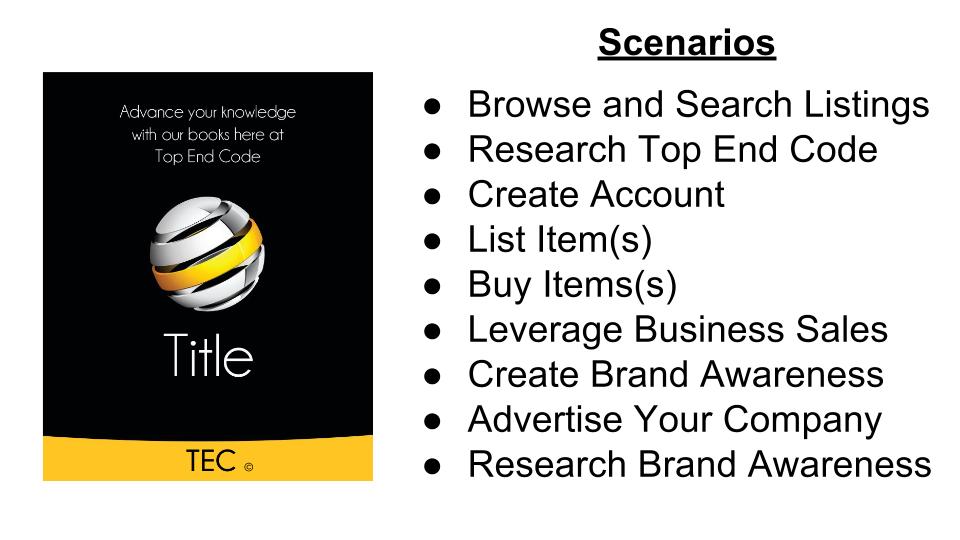 Scenarios
Advance your knowledge
with our books here at
Top End Code
Title
TEC ©
● Browse and Search Listings
● Research Top End Code
● Create Account
● List Item(s)
● Buy Items(s)
● Leverage Business Sales
● Create Brand Awareness
● Advertise Your Company
● Research Brand Awareness